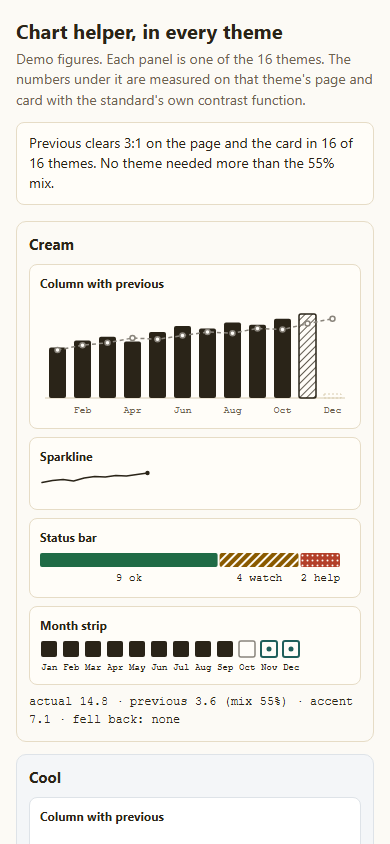 Chart helper, in every theme
Demo figures. Each panel is one of the 16 themes. The
numbers under it are measured on that theme's page and
card with the standard's own contrast function.
Previous clears 3:1 on the page and the card in 16 of
16 themes. No theme needed more than the 55%
mix.
Cream
Column with previous
Feb Apr Jun Aug Oct Dec
Sparkline
Status bar
9 ok 4 watch 2 help
Month strip
Jan Feb Mar Apr May Jun Jul Aug Sep Oct Nov Dec
actual 14.8 · previous 3.6 (mix 55%) · accent
7.1 · fell back: none
Cool
Column with previous